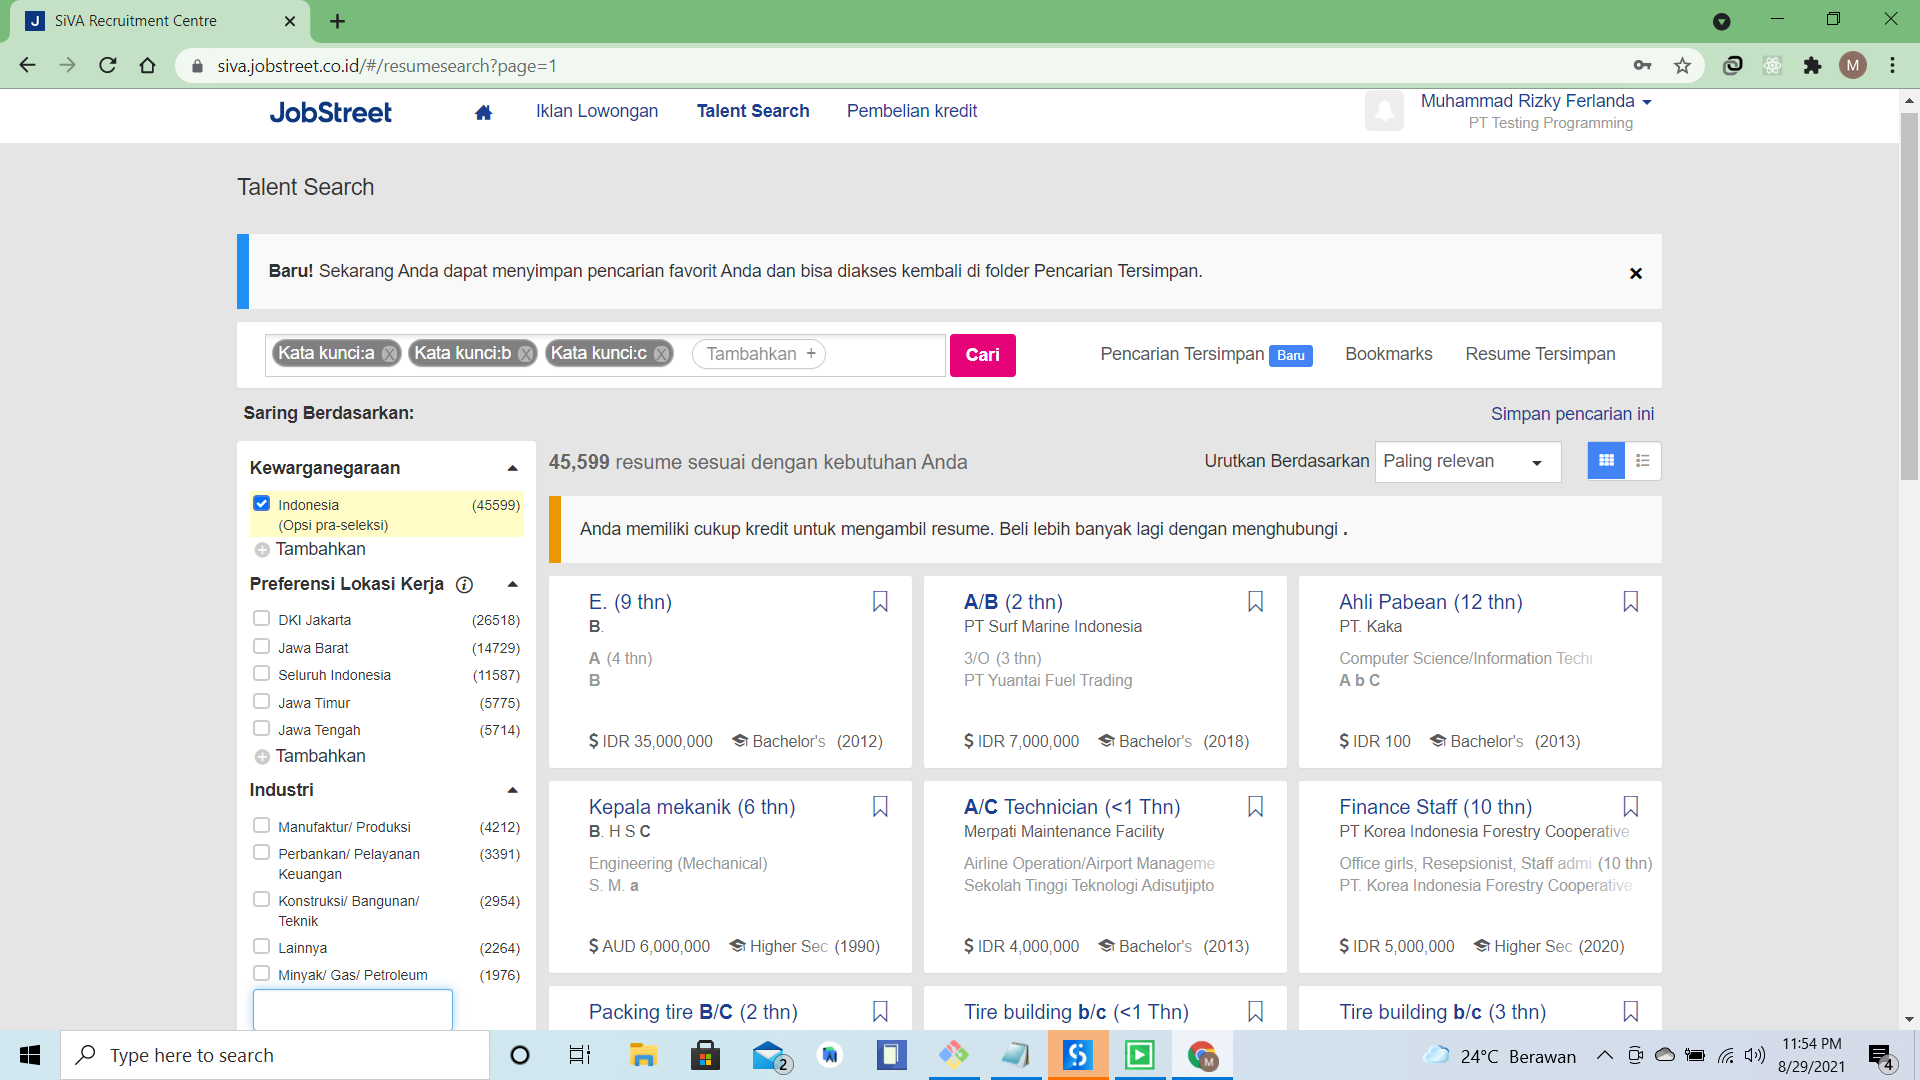 SiVA Recruitment Centre
siva.jobstreet.co.id/#/resumesearch?page=1
M
JobStreet
Iklan Lowongan
Talent Search
Pembelian kredit
Muhammad Rizky Ferlanda
PT Testing Programming
Talent Search
Baru! Sekarang Anda dapat menyimpan pencarian favorit Anda dan bisa diakses kembali di folder Pencarian Tersimpan.
Kata kunci:a
Kata kunci:b
Kata kunci:c
Tambahkan +
Cari
Pencarian Tersimpan Baru
Bookmarks
Resume Tersimpan
Saring Berdasarkan:
Simpan pencarian ini
Kewarganegaraan
Indonesia (45599)
(Opsi pra-seleksi)
Tambahkan
Preferensi Lokasi Kerja
DKI Jakarta (26518)
Jawa Barat (14729)
Seluruh Indonesia (11587)
Jawa Timur (5775)
Jawa Tengah (5714)
Tambahkan
Industri
Manufaktur/ Produksi (4212)
Perbankan/ Pelayanan (3391)
Keuangan
Konstruksi/ Bangunan/ (2954)
Teknik
Lainnya (2264)
Minyak/ Gas/ Petroleum (1976)
45,599 resume sesuai dengan kebutuhan Anda
Urutkan Berdasarkan
Paling relevan
Anda memiliki cukup kredit untuk mengambil resume. Beli lebih banyak lagi dengan menghubungi .
E. (9 thn)
B.
A (4 thn)
B
$ IDR 35,000,000 Bachelor's (2012)
A/B (2 thn)
PT Surf Marine Indonesia
3/O (3 thn)
PT Yuantai Fuel Trading
$ IDR 7,000,000 Bachelor's (2018)
Ahli Pabean (12 thn)
PT. Kaka
Computer Science/Information Techn
A b C
$ IDR 100 Bachelor's (2013)
Kepala mekanik (6 thn)
B. H S C
Engineering (Mechanical)
S. M. a
$ AUD 6,000,000 Higher Sec (1990)
A/C Technician (<1 Thn)
Merpati Maintenance Facility
Airline Operation/Airport Manageme
Sekolah Tinggi Teknologi Adisutjipto
$ IDR 4,000,000 Bachelor's (2013)
Finance Staff (10 thn)
PT Korea Indonesia Forestry Cooperative
Office girls, Resepsionist, Staff admi (10 thn)
PT. Korea Indonesia Forestry Cooperative
$ IDR 5,000,000 Higher Sec (2020)
Packing tire B/C (2 thn)
Tire building b/c (<1 Thn)
Tire building b/c (3 thn)
Type here to search
2
24°C Berawan
11:54 PM
8/29/2021
4